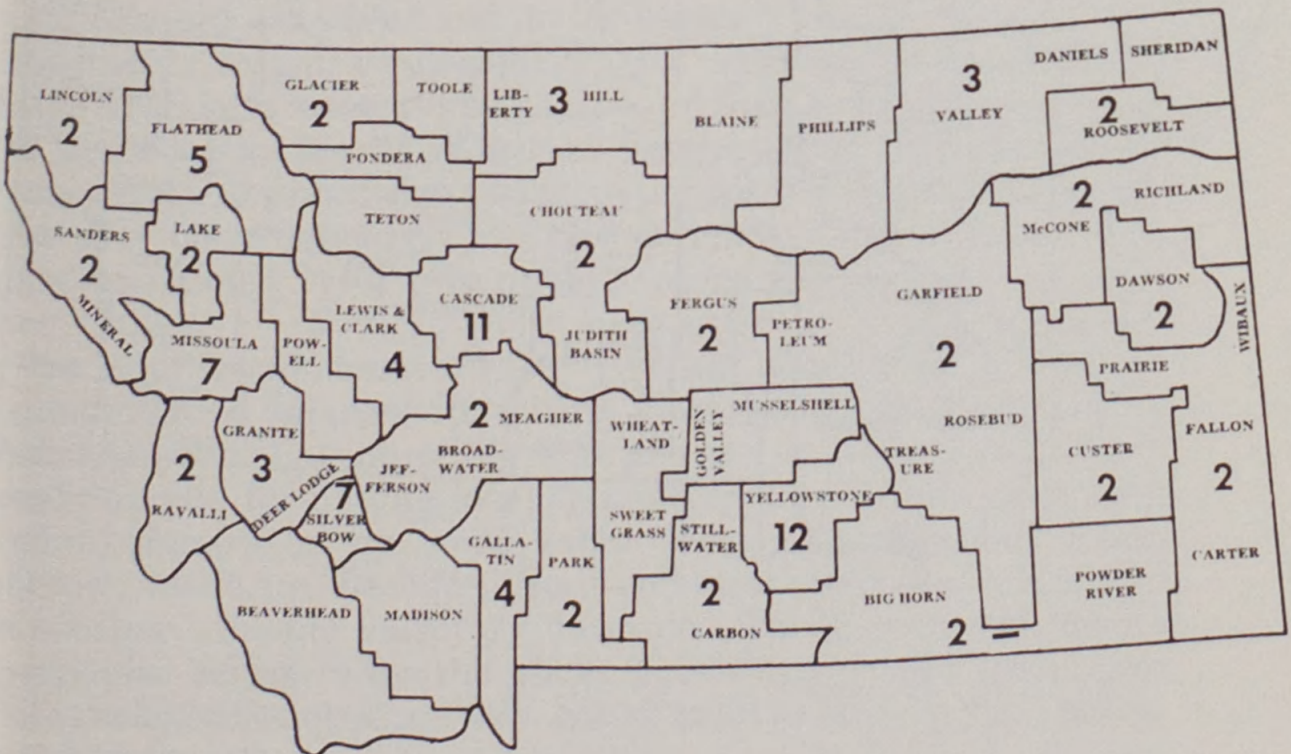 LINCOLN
2
FLATHEAD
5
GLACIER
2
TOOLE
LIB-
ERTY
3
HILL
BLAINE
PHILLIPS
3
VALLEY
DANIELS
SHERIDAN
2
ROOSEVELT
PONDERA
TETON
CHOUTEAU
2
SANDERS
2
LAKE
2
MINERAL
MISSOULA
7
POW-
ELL
LEWIS &
CLARK
4
CASCADE
11
JUDITH
BASIN
FERGUS
2
PETRO-
LEUM
GARFIELD
2
McCONE
2
RICHLAND
DAWSON
2
WIBAUX
PRAIRIE
RAVALLI
2
GRANITE
3
DEER LODGE
7
SILVER
BOW
JEF-
FERSON
BROAD-
WATER
2
MEAGHER
WHEAT-
LAND
GOLDEN
VALLEY
MUSSELSHELL
ROSEBUD
TREAS-
URE
CUSTER
2
FALLON
2
CARTER
BEAVERHEAD
MADISON
GALLA-
TIN
4
PARK
2
SWEET
GRASS
STILL-
WATER
2
CARBON
YELLOWSTONE
12
BIG HORN
2
POWDER
RIVER